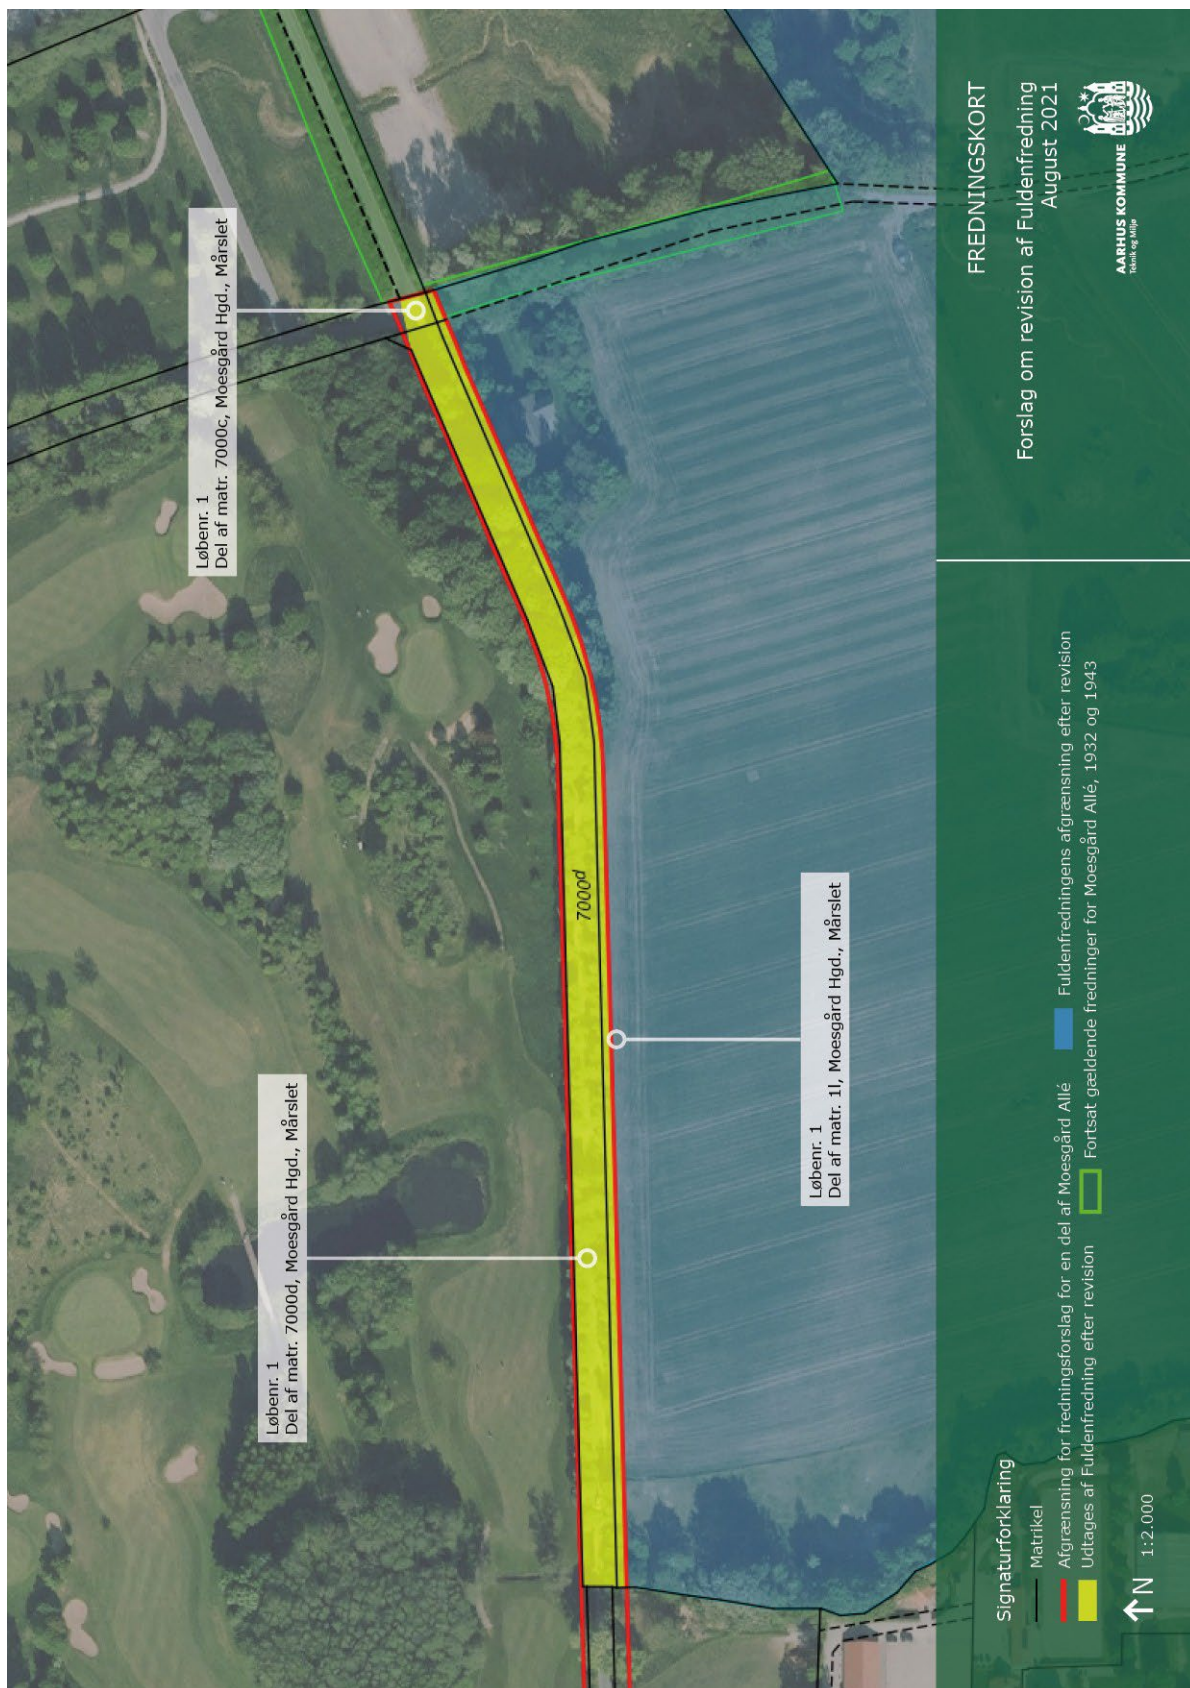 Løbenr. 1
Del af matr. 7000d, Moesgård Hgd., Mårslet
Løbenr. 1
Del af matr. 7000c, Moesgård Hgd., Mårslet
7000d
Løbenr. 1
Del af matr. 1l, Moesgård Hgd., Mårslet
Signaturforklaring
Matrikel
Afgrænsning for fredningsforslag for en del af Moesgård Allé
Udtages af Fuldenfredning efter revision
Fuldenfredningens afgrænsning efter revision
Fortsat gældende fredninger for Moesgård Allé, 1932 og 1943
N 1:2.000
FREDNINGSKORT
Forslag om revision af Fuldenfredning
August 2021
AARHUS KOMMUNE
Teknik og Miljø